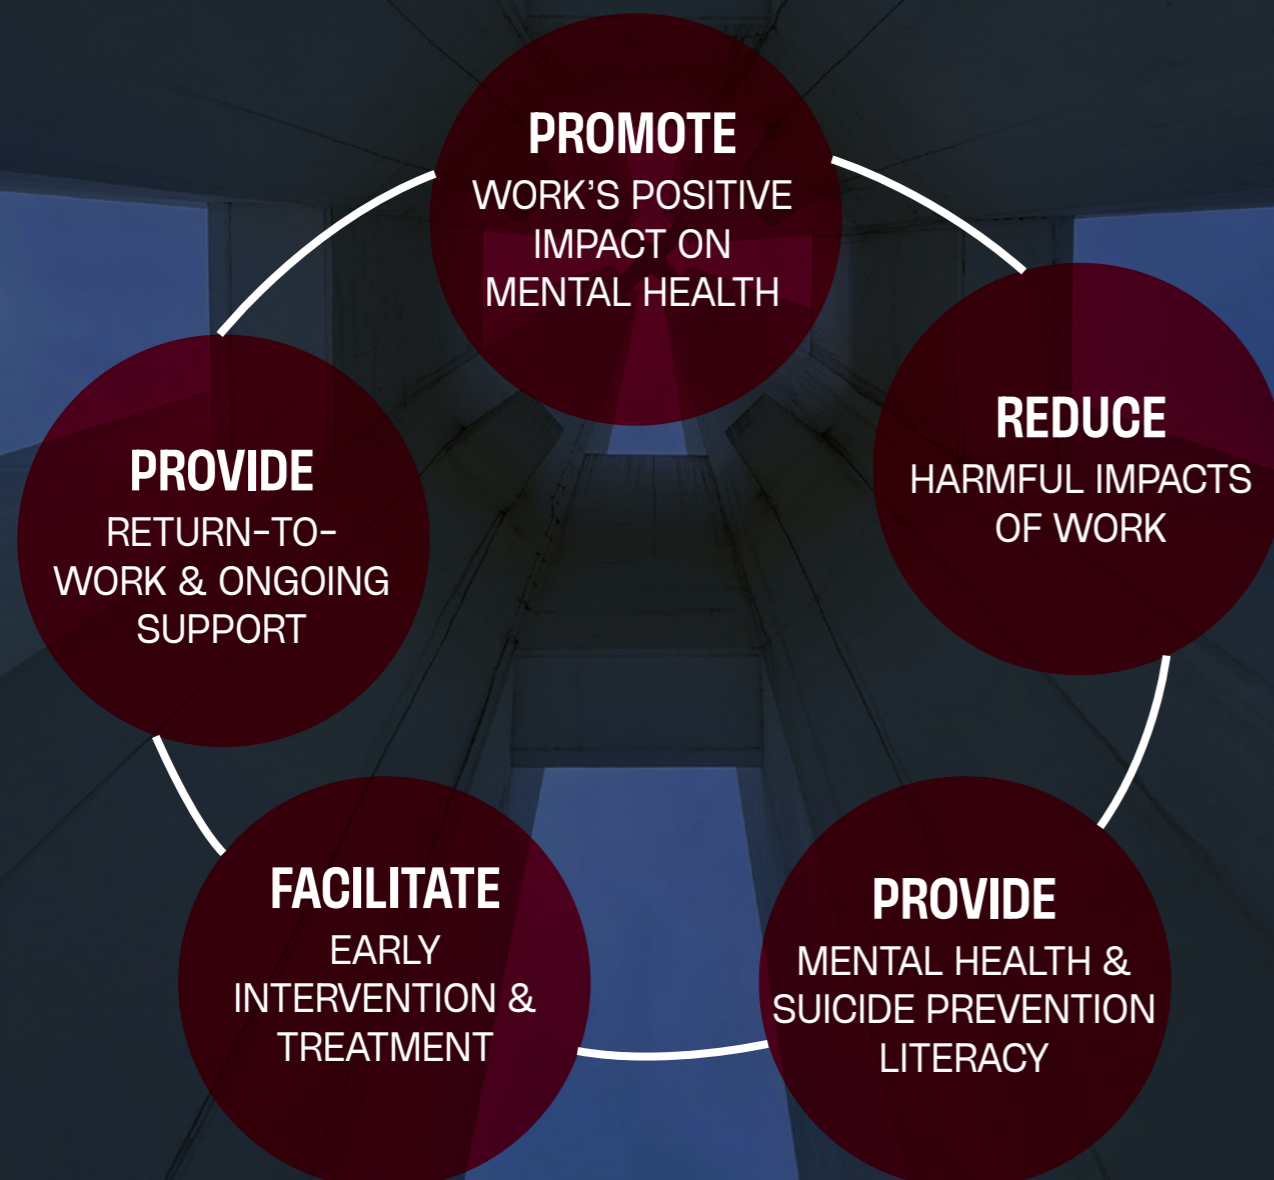 PROMOTE
WORK'S POSITIVE
IMPACT ON
MENTAL HEALTH
REDUCE
HARMFUL IMPACTS
OF WORK
PROVIDE
MENTAL HEALTH &
SUICIDE PREVENTION
LITERACY
FACILITATE
EARLY
INTERVENTION &
TREATMENT
PROVIDE
RETURN-TO-
WORK & ONGOING
SUPPORT